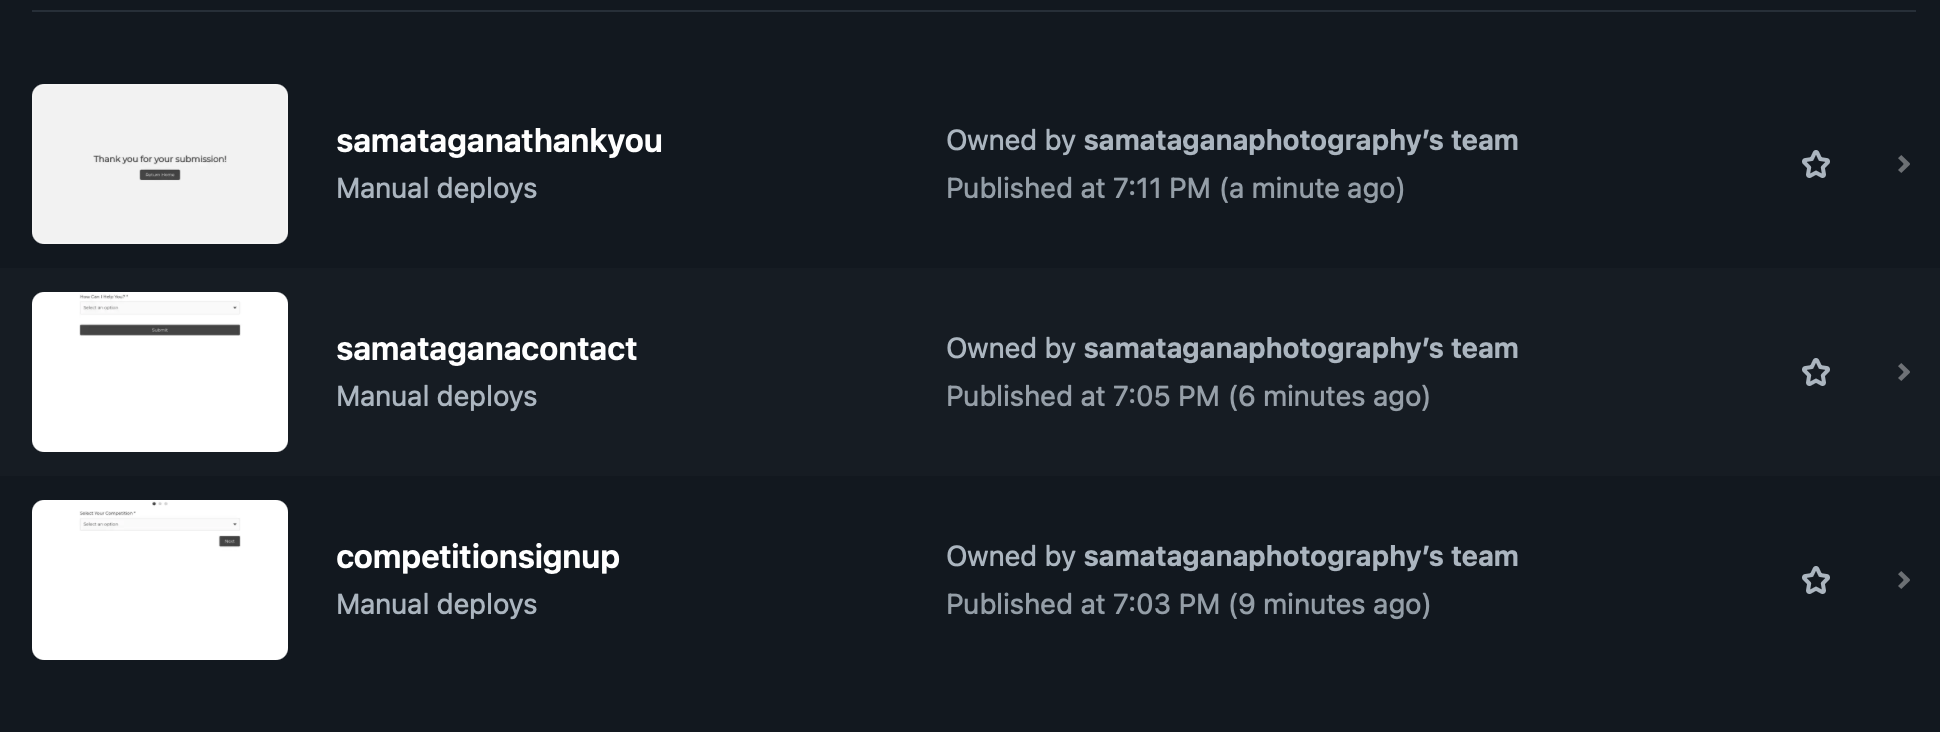 Thank you for your submission!
Return Home
samataganathankyou
Manual deploys
Owned by samataganaphotography’s team
Published at 7:11 PM (a minute ago)
How Can I Help You? *
Select an option
Submit
samataganacontact
Manual deploys
Owned by samataganaphotography’s team
Published at 7:05 PM (6 minutes ago)
Select Your Competition *
Select an option
Next
competitionsignup
Manual deploys
Owned by samataganaphotography’s team
Published at 7:03 PM (9 minutes ago)